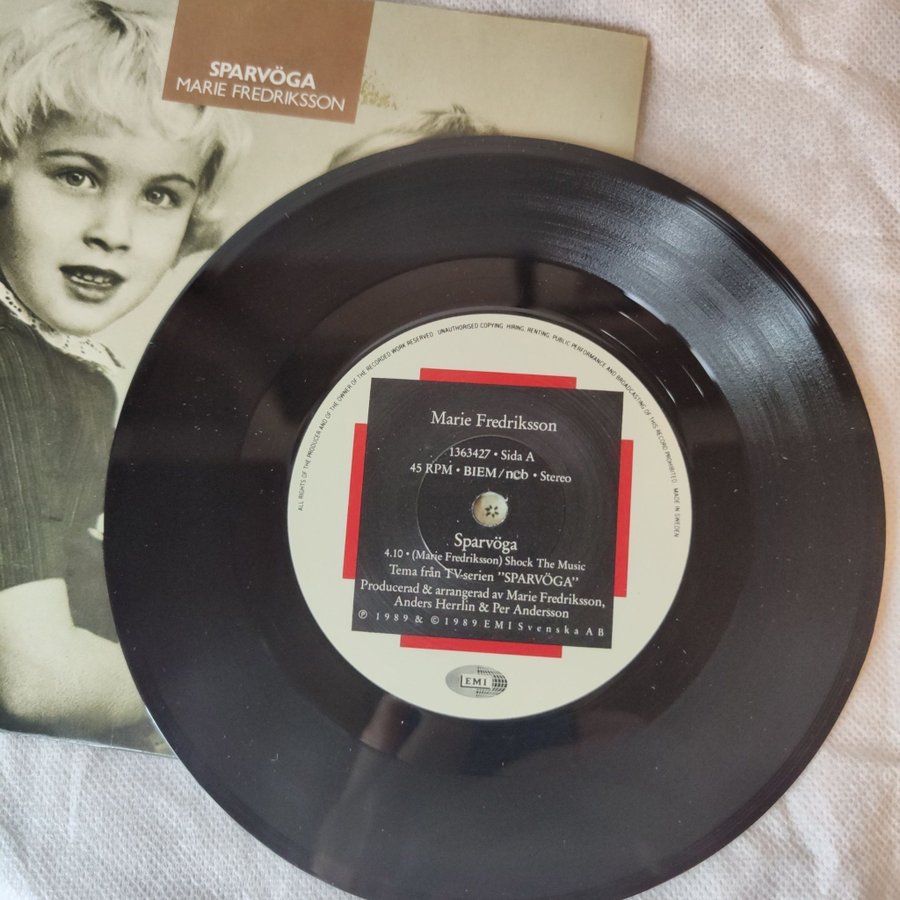 SPARVÖGA
MARIE FREDRIKSSON
ALL RIGHTS OF THE PRODUCER AND OF THE OWNER OF THE RECORDED WORK RESERVED · UNAUTHORISED COPYING, HIRING, RENTING, PUBLIC PERFORMANCE AND BROADCASTING OF THIS RECORD PROHIBITED. MADE IN SWEDEN
Marie Fredriksson
1363427 • Sida A
45 RPM • BIEM/ncb • Stereo
Sparvöga
4.10 • (Marie Fredriksson) Shock The Music
Tema från TV-serien "SPARVÖGA"
Producerad & arrangerad av Marie Fredriksson,
Anders Herrlin & Per Andersson
℗ 1989 & © 1989 EMI Svenska AB
EMI